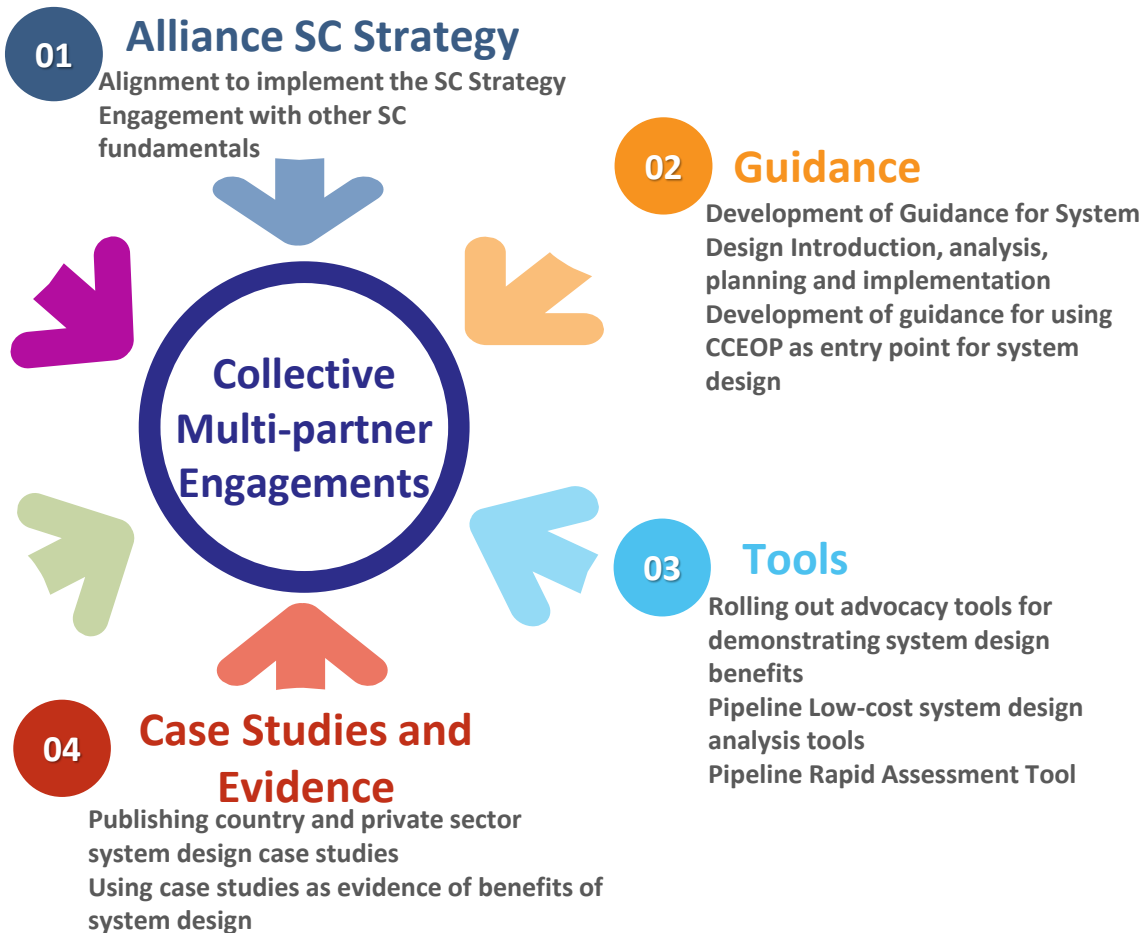 01
Alliance SC Strategy
Alignment to implement the SC Strategy
Engagement with other SC
fundamentals
02
Guidance
Development of Guidance for System
Design Introduction, analysis,
planning and implementation
Development of guidance for using
CCEOP as entry point for system
design
Collective
Multi-partner
Engagements
03
Tools
Rolling out advocacy tools for
demonstrating system design
benefits
Pipeline Low-cost system design
analysis tools
Pipeline Rapid Assessment Tool
04
Case Studies and
Evidence
Publishing country and private sector
system design case studies
Using case studies as evidence of benefits of
system design